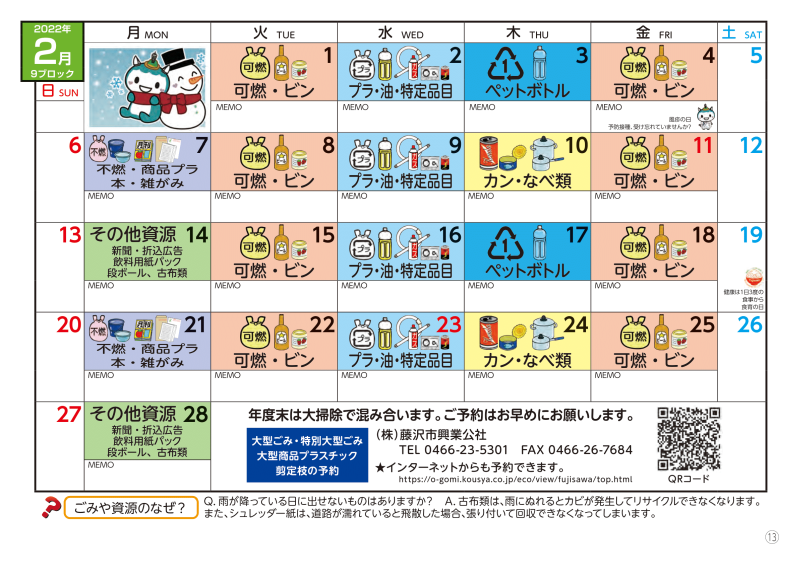 2022年
2月
9ブロック
日 SUN
月 MON
火 TUE
水 WED
木 THU
金 FRI
土 SAT
可燃
1
可燃・ビン
MEMO
プラ
2
プラ・油・特定品目
MEMO
1
3
ペットボトル
MEMO
可燃
4
可燃・ビン
MEMO
風疹の日
予防接種、受け忘れていませんか?
5
6
不燃
7
不燃・商品プラ
本・雑がみ
MEMO
可燃
8
可燃・ビン
MEMO
プラ
9
プラ・油・特定品目
MEMO
10
カン・なべ類
MEMO
可燃
11
可燃・ビン
MEMO
12
13
その他資源 14
新聞・折込広告
飲料用紙パック
段ボール、古布類
MEMO
可燃
15
可燃・ビン
MEMO
プラ
16
プラ・油・特定品目
MEMO
1
17
ペットボトル
MEMO
可燃
18
可燃・ビン
MEMO
19
健康は1日3度の
食事から
食育の日
20
不燃
21
不燃・商品プラ
本・雑がみ
MEMO
可燃
22
可燃・ビン
MEMO
プラ
23
プラ・油・特定品目
MEMO
24
カン・なべ類
MEMO
可燃
25
可燃・ビン
MEMO
26
27
その他資源 28
新聞・折込広告
飲料用紙パック
段ボール、古布類
MEMO
年度末は大掃除で混み合います。ご予約はお早めにお願いします。
大型ごみ・特別大型ごみ
大型商品プラスチック
剪定枝の予約
(株)藤沢市興業公社
TEL 0466-23-5301 FAX 0466-26-7684
★インターネットからも予約できます。
https://o-gomi.kousya.co.jp/eco/view/fujisawa/top.html
QRコード
ごみや資源のなぜ?
Q. 雨が降っている日に出せないものはありますか? A. 古布類は、雨にぬれるとカビが発生してリサイクルできなくなります。
また、シュレッダー紙は、道路が濡れていると飛散した場合、張り付いて回収できなくなってしまいます。
⑬